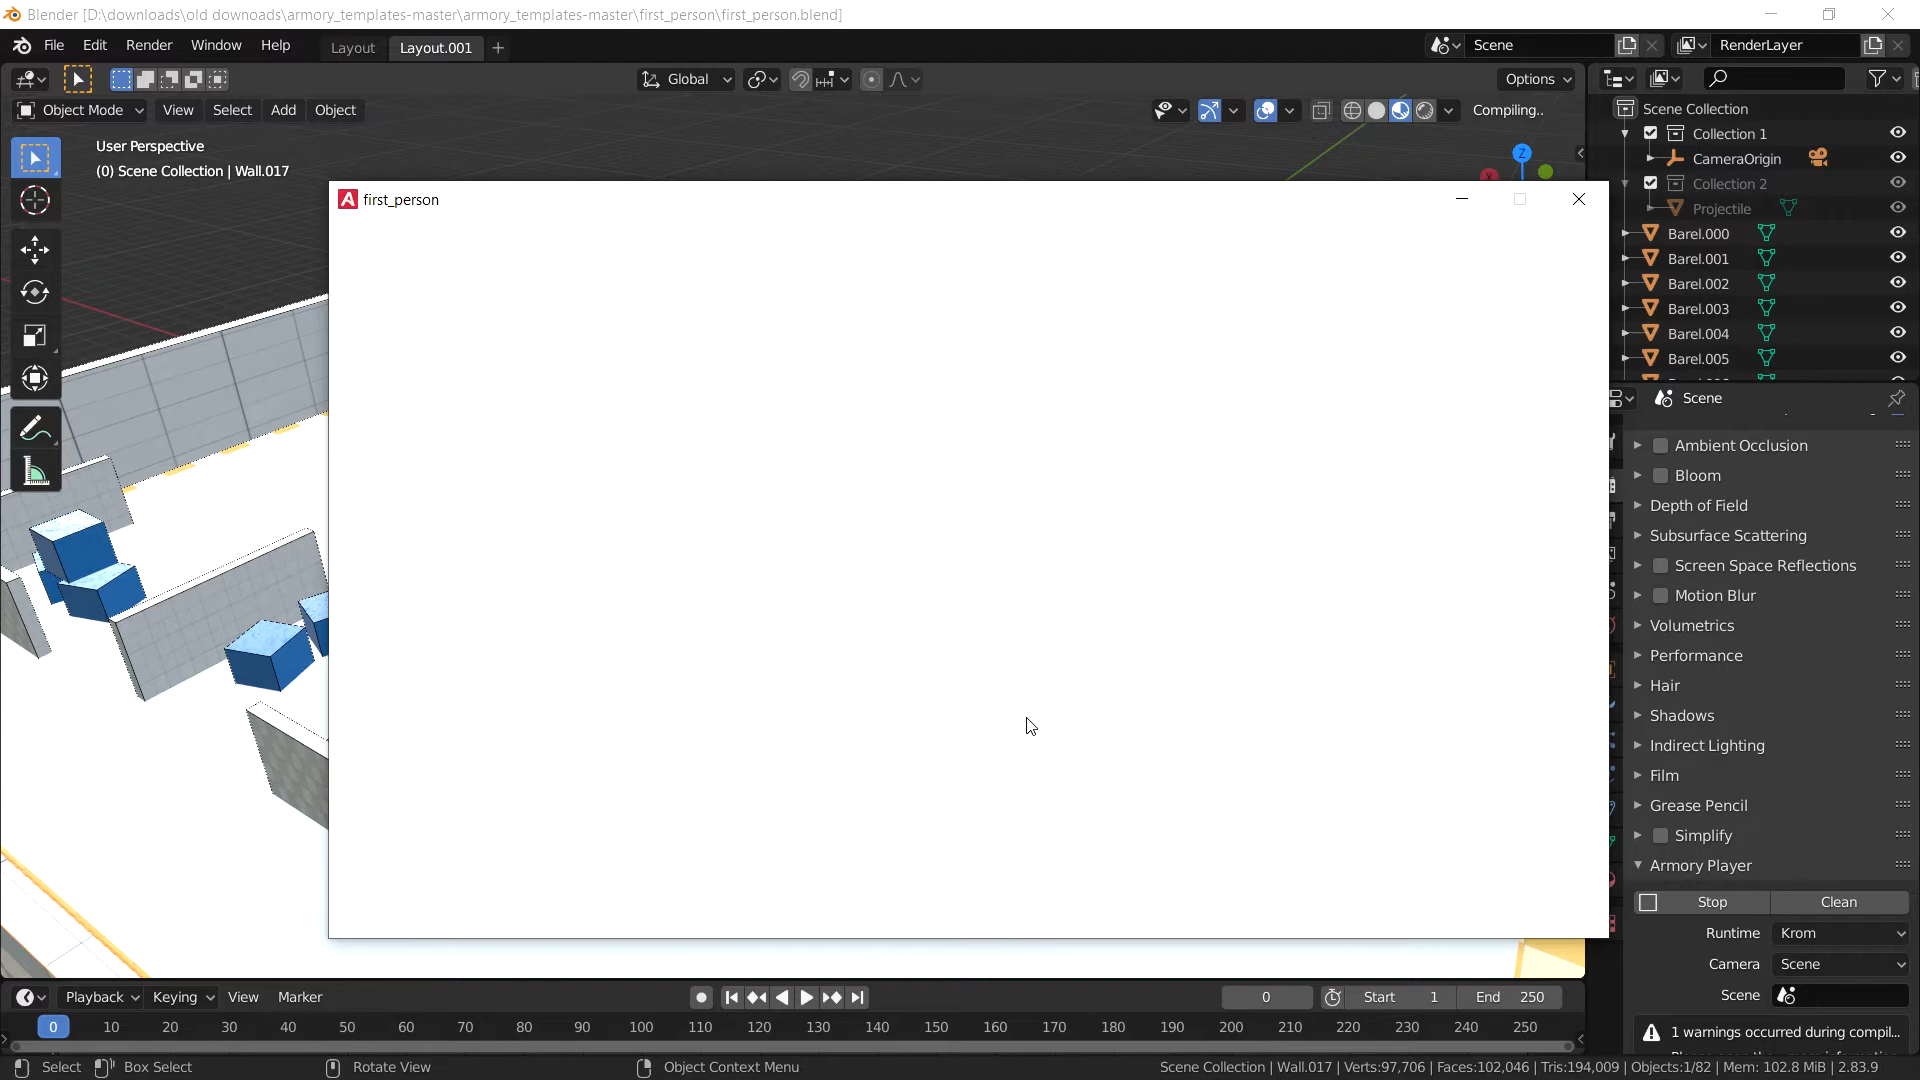 Blender [D:\downloads\old downoads\armory_templates-master\armory_templates-master\first_person\first_person.blend]
File Edit Render Window Help
Layout Layout.001 +
Scene
RenderLayer
Global
Options
Object Mode View Select Add Object
Compiling..
User Perspective
(0) Scene Collection | Wall.017
Z
first_person
Scene Collection
Collection 1
CameraOrigin
Collection 2
Projectile
Barel.000
Barel.001
Barel.002
Barel.003
Barel.004
Barel.005
Scene
Ambient Occlusion
Bloom
Depth of Field
Subsurface Scattering
Screen Space Reflections
Motion Blur
Volumetrics
Performance
Hair
Shadows
Indirect Lighting
Film
Grease Pencil
Simplify
Armory Player
Stop Clean
Runtime Krom
Camera Scene
Scene
1 warnings occurred during compil...
Playback Keying View Marker
0 Start 1 End 250
0 10 20 30 40 50 60 70 80 90 100 110 120 130 140 150 160 170 180 190 200 210 220 230 240 250
Select Box Select Rotate View Object Context Menu
Scene Collection | Wall.017 | Verts:97,706 | Faces:102,046 | Tris:194,009 | Objects:1/82 | Mem: 102.8 MiB | 2.83.9